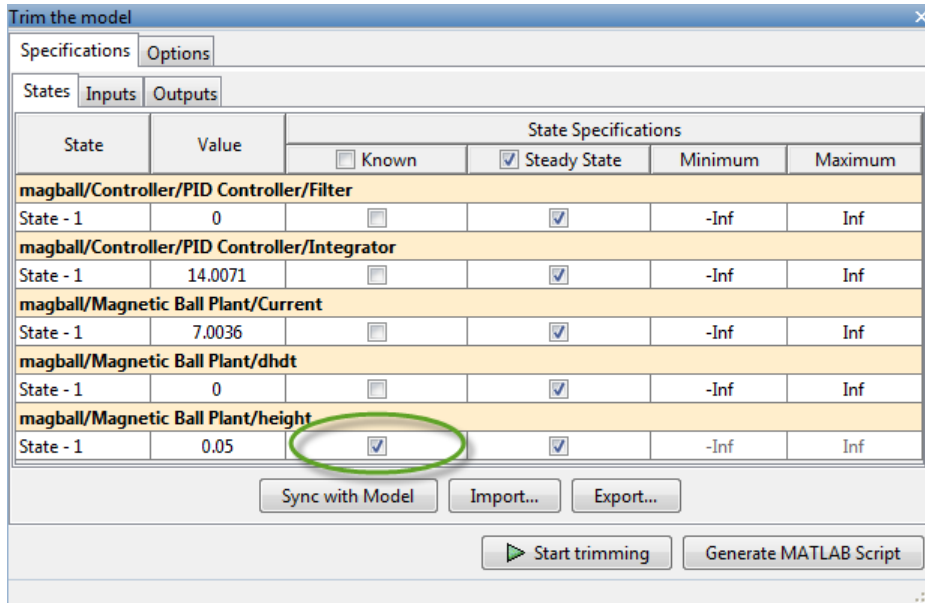 Trim the model
Specifications Options
States Inputs Outputs
State Value State Specifications
Known Steady State Minimum Maximum
magball/Controller/PID Controller/Filter
State - 1 0 -Inf Inf
magball/Controller/PID Controller/Integrator
State - 1 14.0071 -Inf Inf
magball/Magnetic Ball Plant/Current
State - 1 7.0036 -Inf Inf
magball/Magnetic Ball Plant/dhdt
State - 1 0 -Inf Inf
magball/Magnetic Ball Plant/height
State - 1 0.05 -Inf Inf
Sync with Model Import... Export...
Start trimming Generate MATLAB Script